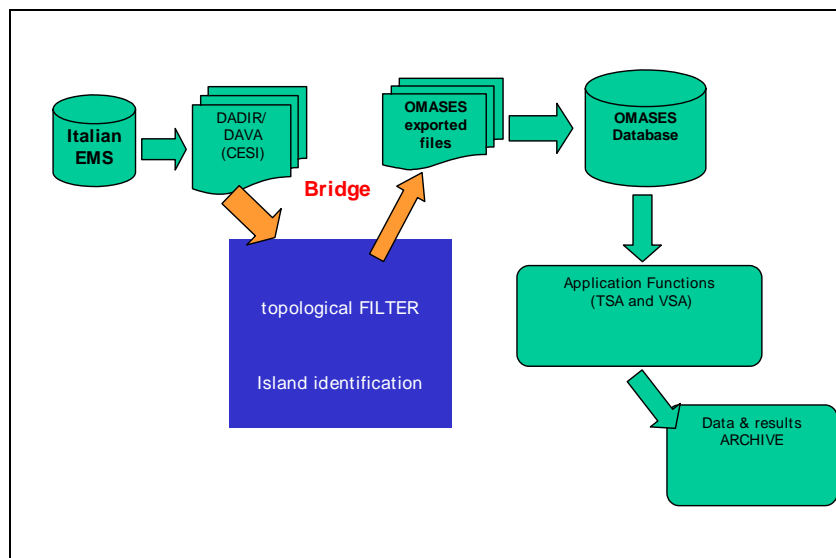 Italian
EMS
DADIR/
DAVA
(CESI)
OMASES
exported
files
OMASES
Database
Bridge
topological FILTER
Island identification
Application Functions
(TSA and VSA)
Data & results
ARCHIVE